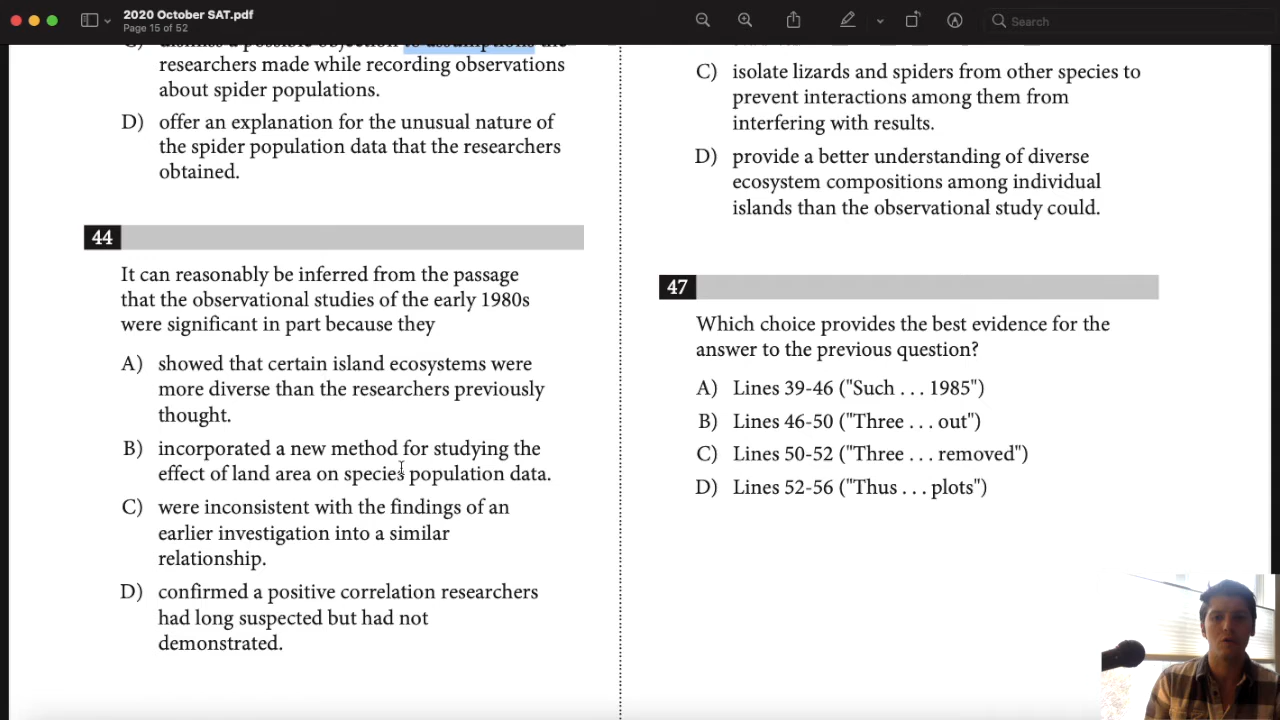 2020 October SAT.pdf
Page 15 of 52
Search
dismiss a possible objection to assumptions the
researchers made while recording observations
about spider populations.
D) offer an explanation for the unusual nature of
the spider population data that the researchers
obtained.
44
It can reasonably be inferred from the passage
that the observational studies of the early 1980s
were significant in part because they
A) showed that certain island ecosystems were
more diverse than the researchers previously
thought.
B) incorporated a new method for studying the
effect of land area on species population data.
C) were inconsistent with the findings of an
earlier investigation into a similar
relationship.
D) confirmed a positive correlation researchers
had long suspected but had not
demonstrated.
C) isolate lizards and spiders from other species to
prevent interactions among them from
interfering with results.
D) provide a better understanding of diverse
ecosystem compositions among individual
islands than the observational study could.
47
Which choice provides the best evidence for the
answer to the previous question?
A) Lines 39-46 ("Such . . . 1985")
B) Lines 46-50 ("Three . . . out")
C) Lines 50-52 ("Three . . . removed")
D) Lines 52-56 ("Thus . . . plots")